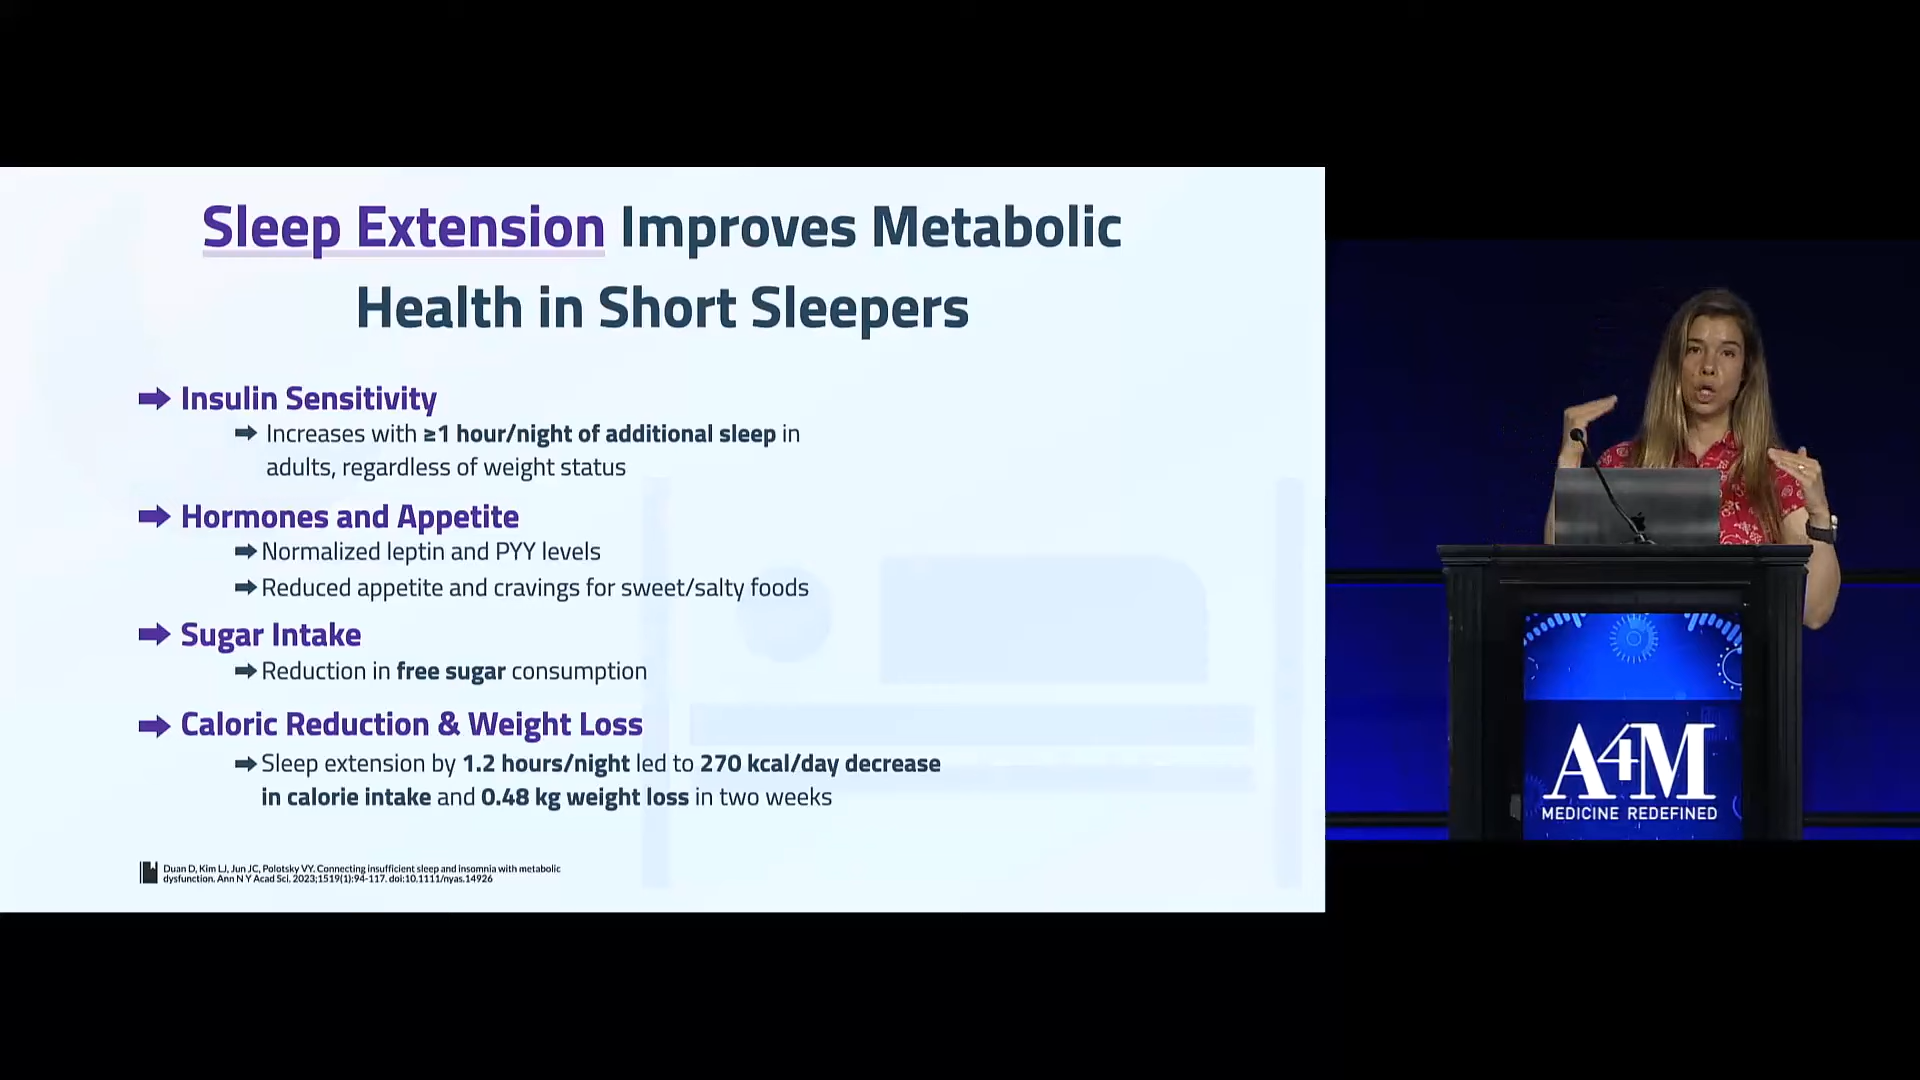 Sleep Extension Improves Metabolic
Health in Short Sleepers
Insulin Sensitivity
Increases with ≥1 hour/night of additional sleep in
adults, regardless of weight status
Hormones and Appetite
Normalized leptin and PYY levels
Reduced appetite and cravings for sweet/salty foods
Sugar Intake
Reduction in free sugar consumption
Caloric Reduction & Weight Loss
Sleep extension by 1.2 hours/night led to 270 kcal/day decrease
in calorie intake and 0.48 kg weight loss in two weeks
Duan D, Kim LJ, Jun JC, Polotsky VY. Connecting insufficient sleep and insomnia with metabolic
dysfunction. Ann N Y Acad Sci. 2023;1519(1):94-117. doi:10.1111/nyas.14926
A4M
MEDICINE REDEFINED